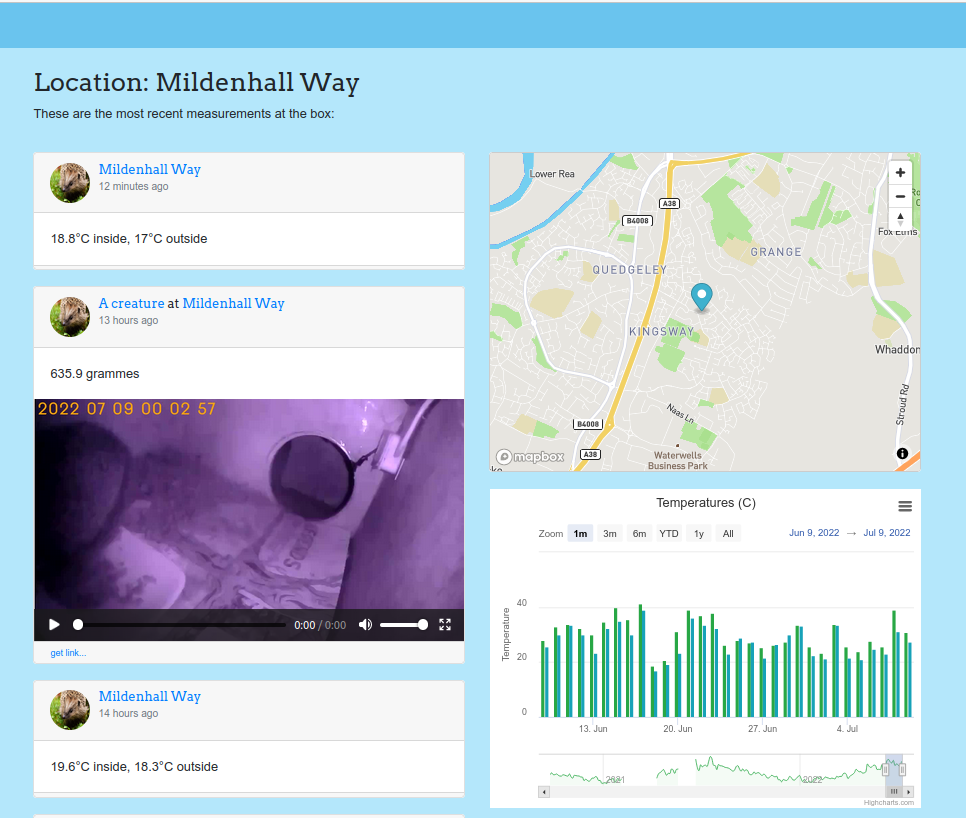 Location: Mildenhall Way
These are the most recent measurements at the box:
Mildenhall Way
12 minutes ago
18.8°C inside, 17°C outside
A creature at Mildenhall Way
13 hours ago
635.9 grammes
2022 07 09 00 02 57
0:00 / 0:00
get link...
Mildenhall Way
14 hours ago
19.6°C inside, 18.3°C outside
Lower Rea
A38
B4008
Fox Elms
GRANGE
QUEDGELEY
KINGSWAY
Whaddon
Stroud Rd
Naas Ln
B4008
A38
Waterwells
Business Park
mapbox
Temperatures (C)
Zoom 1m 3m 6m YTD 1y All
Jun 9, 2022 → Jul 9, 2022
Temperature
40
20
0
13. Jun 20. Jun 27. Jun 4. Jul
2021 2022
Highcharts.com